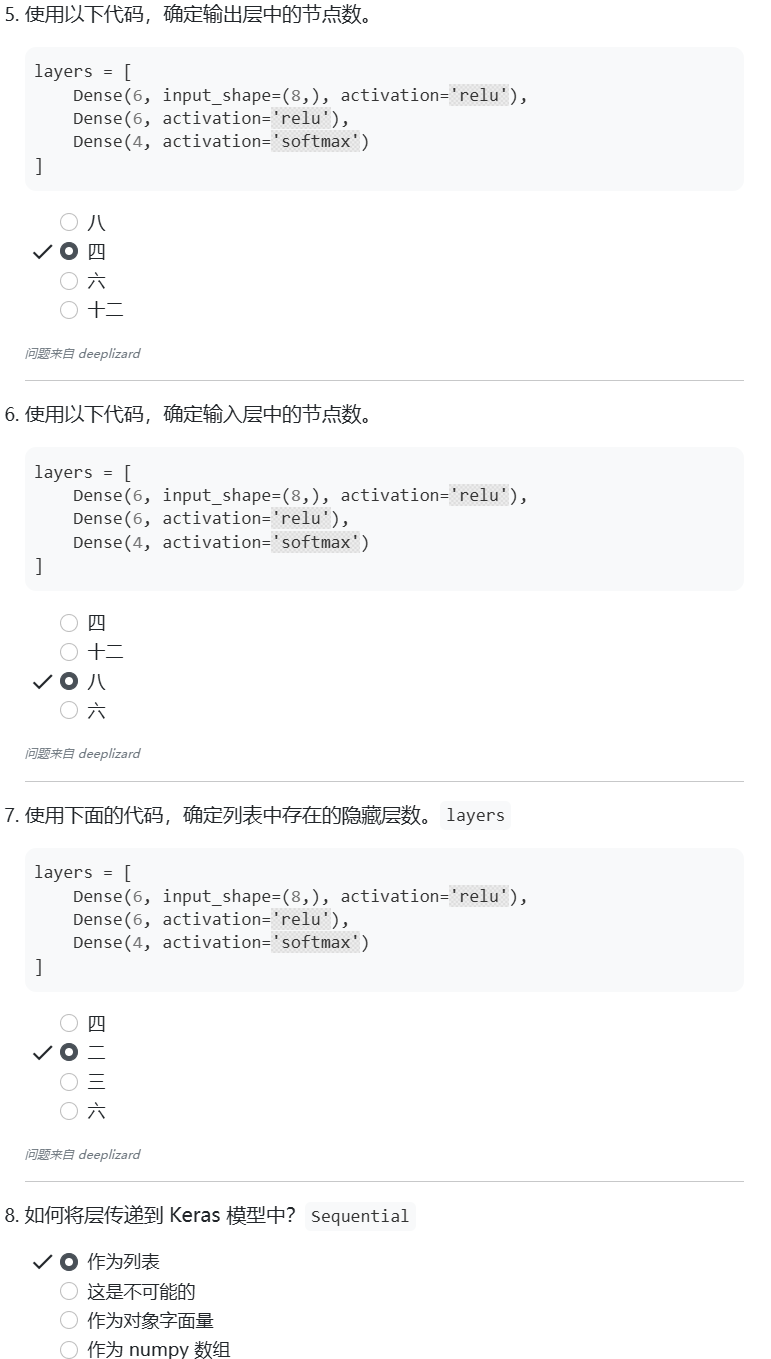 5. 使用以下代码，确定输出层中的节点数。
layers = [
    Dense(6, input_shape=(8,), activation='relu'),
    Dense(6, activation='relu'),
    Dense(4, activation='softmax')
]
八
四
六
十二
问题来自 deeplizard
6. 使用以下代码，确定输入层中的节点数。
layers = [
    Dense(6, input_shape=(8,), activation='relu'),
    Dense(6, activation='relu'),
    Dense(4, activation='softmax')
]
四
十二
八
六
问题来自 deeplizard
7. 使用下面的代码，确定列表中存在的隐藏层数。 layers
layers = [
    Dense(6, input_shape=(8,), activation='relu'),
    Dense(6, activation='relu'),
    Dense(4, activation='softmax')
]
四
二
三
六
问题来自 deeplizard
8. 如何将层传递到 Keras 模型中？ Sequential
作为列表
这是不可能的
作为对象字面量
作为 numpy 数组